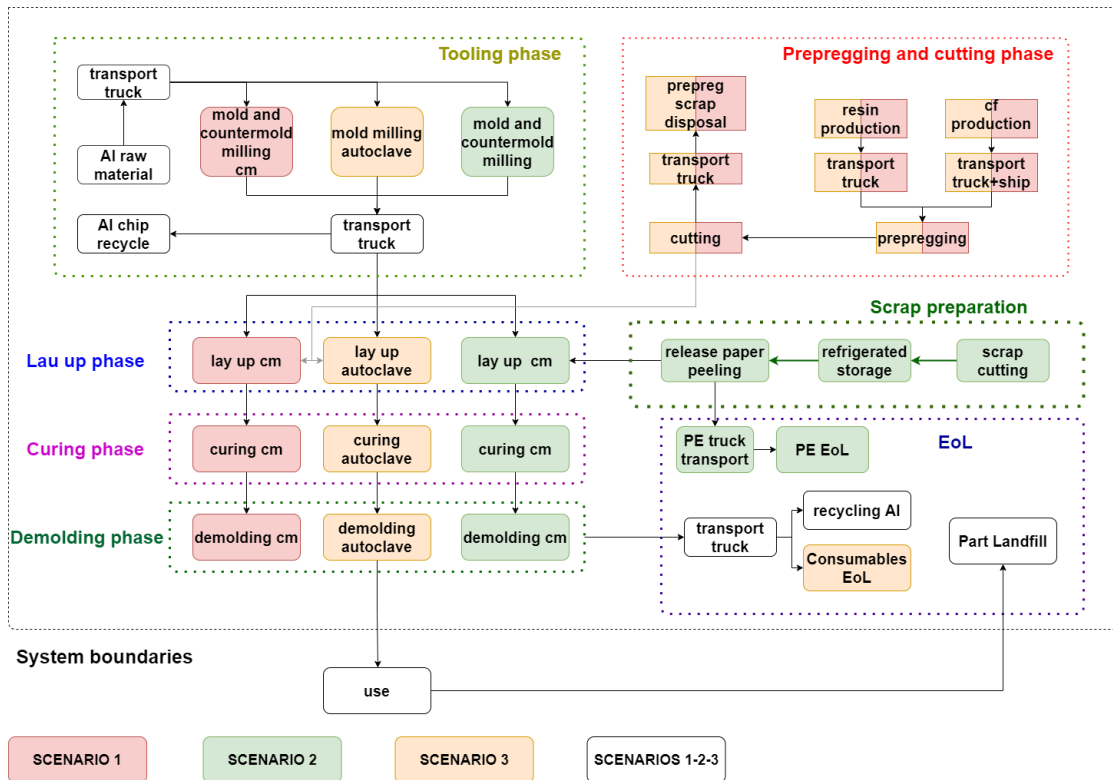 Tooling phase
transport
truck
Al raw
material
mold and
countermold
milling
cm
mold milling
autoclave
mold and
countermold
milling
Al chip
recycle
transport
truck
Prepregging and cutting phase
prepreg
scrap
disposal
resin
production
cf
production
transport
truck
transport
truck
transport
truck+ship
cutting
prepregging
Lau up phase
lay up cm
lay up
autoclave
lay up cm
Scrap preparation
release paper
peeling
refrigerated
storage
scrap
cutting
Curing phase
curing cm
curing
autoclave
curing cm
EoL
PE truck
transport
PE EoL
Demolding phase
demolding cm
demolding
autoclave
demolding cm
transport
truck
recycling Al
Consumables
EoL
Part Landfill
System boundaries
use
SCENARIO 1
SCENARIO 2
SCENARIO 3
SCENARIOS 1-2-3